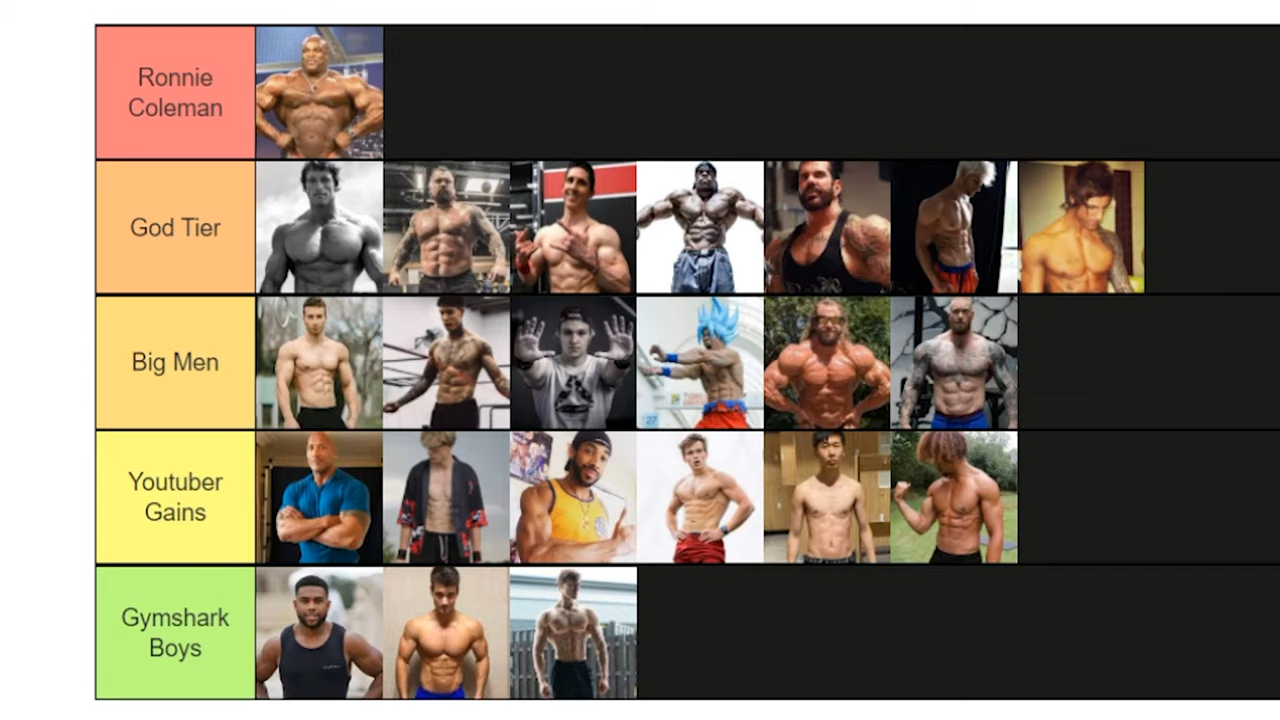 Ronnie
Coleman
God Tier
Big Men
Youtuber
Gains
Gymshark
Boys